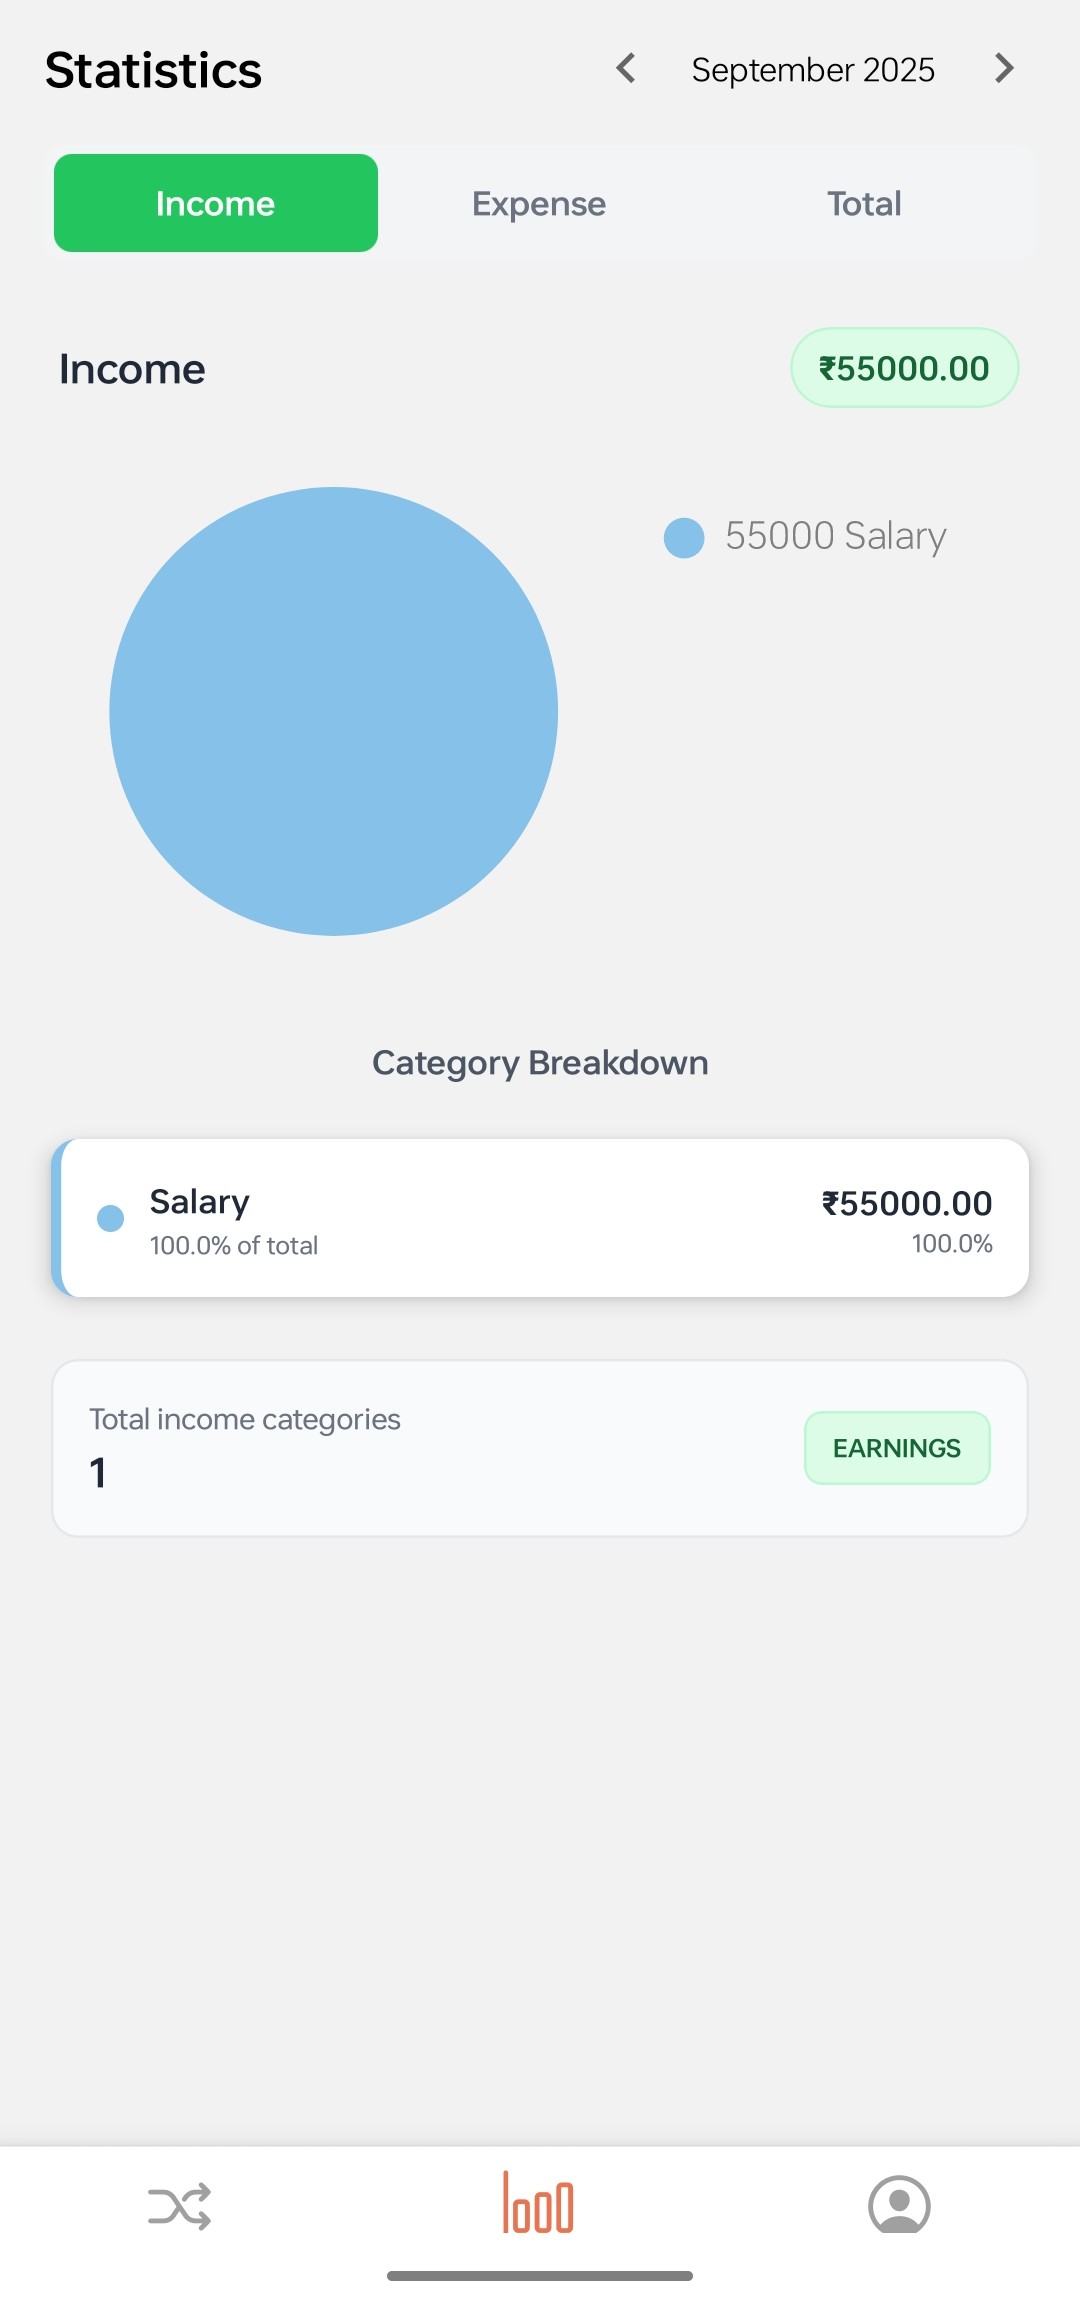 Statistics
September 2025
Income
Expense
Total
Income
₹55000.00
55000 Salary
Category Breakdown
Salary
₹55000.00
100.0% of total
100.0%
Total income categories
1
EARNINGS